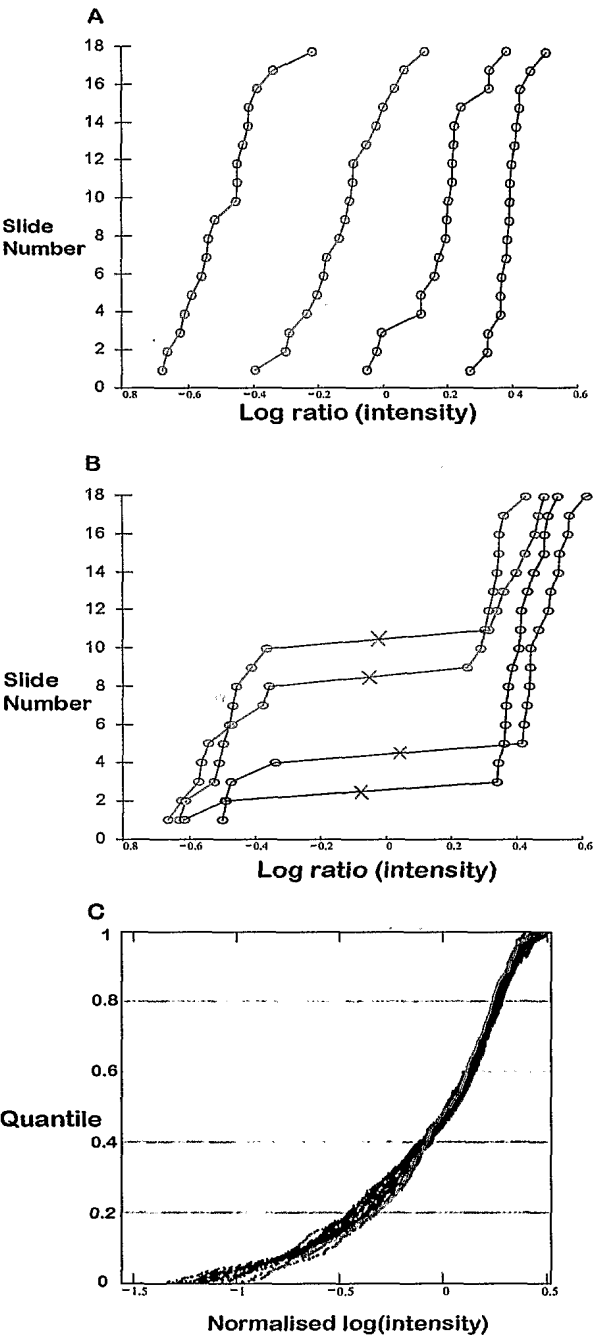 A
18
16
14
12
10
Slide
Number
8
6
4
2
0
0.8 −0.6 −0.4 −0.2 0 0.2 0 4 0.6
Log ratio (intensity)
B
18
16
14
12
10
Slide
Number
8
6
4
2
0
0.8 −0.6 −0.4 −0.2 0 0.2 0.4 0.6
Log ratio (intensity)
C
1
0.8
0.6
Quantile
0.4
0.2
0
−1.5 −1 −0.5 0 0.5
Normalised log(intensity)